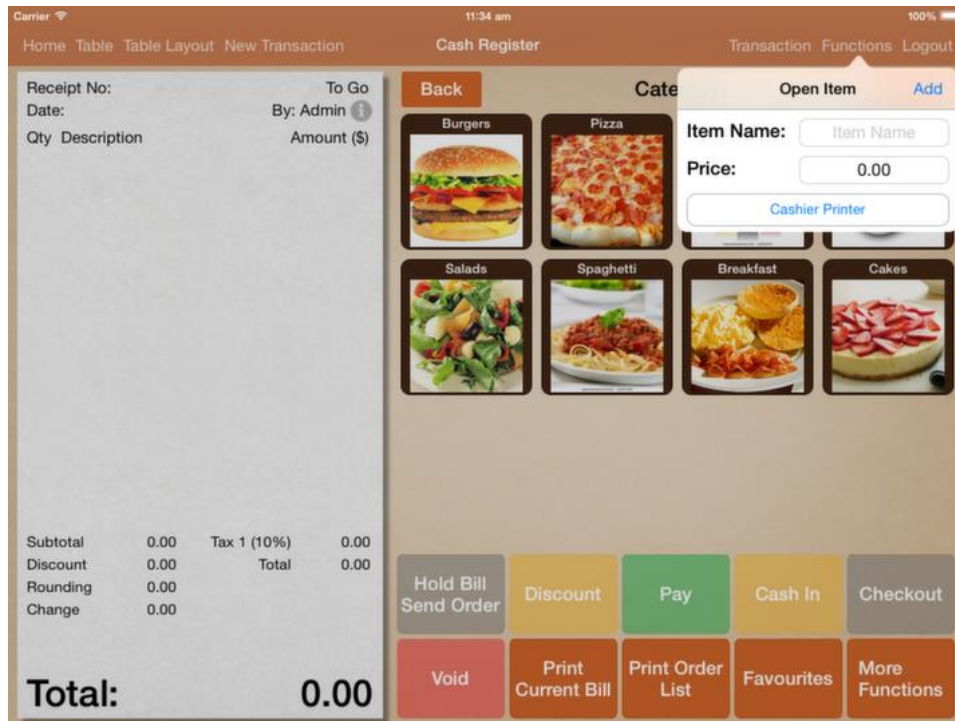 Carrier 11:34 am 100%
Home Table Table Layout New Transaction Cash Register Transaction Functions Logout
Receipt No: To Go
Date: By: Admin
Qty Description Amount ($)
Subtotal 0.00 Tax 1 (10%) 0.00
Discount 0.00 Total 0.00
Rounding 0.00
Change 0.00
Total: 0.00
Back
Open Item Add
Item Name: Item Name
Price: 0.00
Cashier Printer
Burgers Pizza
Salads Spaghetti Breakfast Cakes
Hold Bill
Send Order
Discount
Pay
Cash In
Checkout
Void
Print
Current Bill
Print Order
List
Favourites
More
Functions